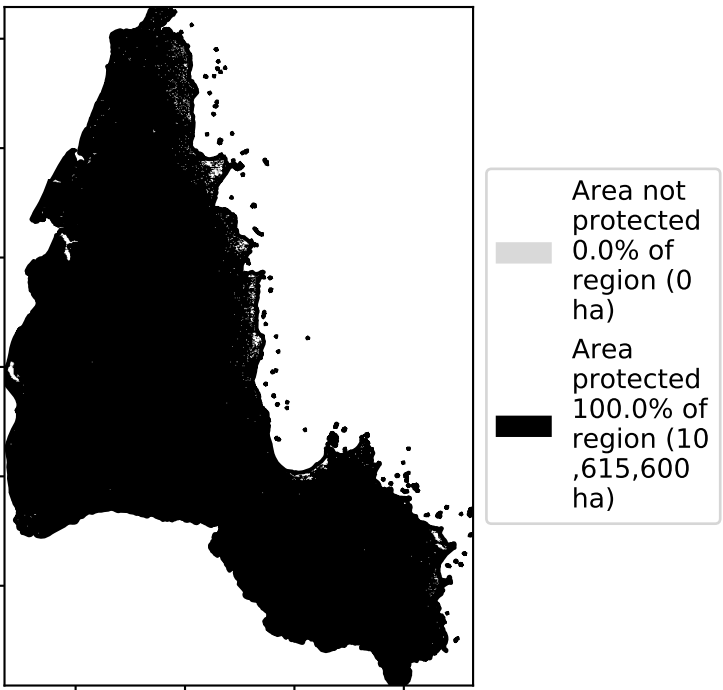 Area not
protected
0.0% of
region (0
ha)
Area
protected
100.0% of
region (10
,615,600
ha)